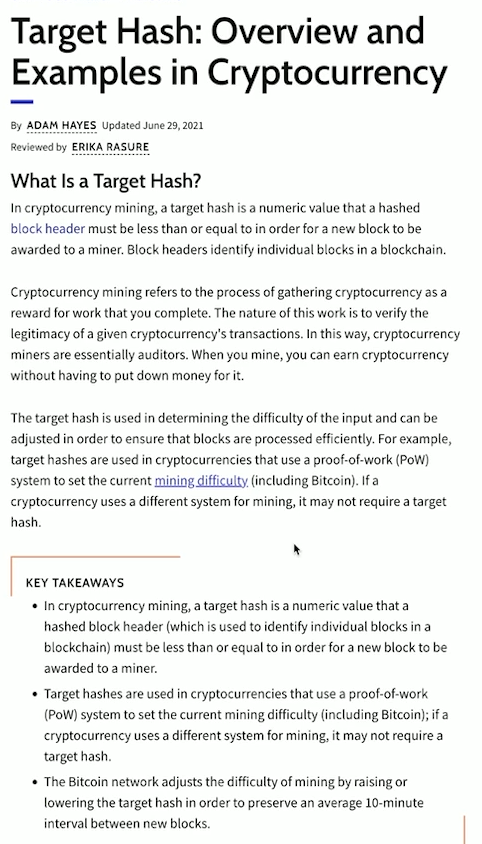 Target Hash: Overview and
Examples in Cryptocurrency
By ADAM HAYES Updated June 29, 2021
Reviewed by ERIKA RASURE
What Is a Target Hash?
In cryptocurrency mining, a target hash is a numeric value that a hashed
block header must be less than or equal to in order for a new block to be
awarded to a miner. Block headers identify individual blocks in a blockchain.
Cryptocurrency mining refers to the process of gathering cryptocurrency as a
reward for work that you complete. The nature of this work is to verify the
legitimacy of a given cryptocurrency's transactions. In this way, cryptocurrency
miners are essentially auditors. When you mine, you can earn cryptocurrency
without having to put down money for it.
The target hash is used in determining the difficulty of the input and can be
adjusted in order to ensure that blocks are processed efficiently. For example,
target hashes are used in cryptocurrencies that use a proof-of-work (PoW)
system to set the current mining difficulty (including Bitcoin). If a
cryptocurrency uses a different system for mining, it may not require a target
hash.
KEY TAKEAWAYS
• In cryptocurrency mining, a target hash is a numeric value that a
hashed block header (which is used to identify individual blocks in a
blockchain) must be less than or equal to in order for a new block to be
awarded to a miner.
• Target hashes are used in cryptocurrencies that use a proof-of-work
(PoW) system to set the current mining difficulty (including Bitcoin); if a
cryptocurrency uses a different system for mining, it may not require a
target hash.
• The Bitcoin network adjusts the difficulty of mining by raising or
lowering the target hash in order to preserve an average 10-minute
interval between new blocks.